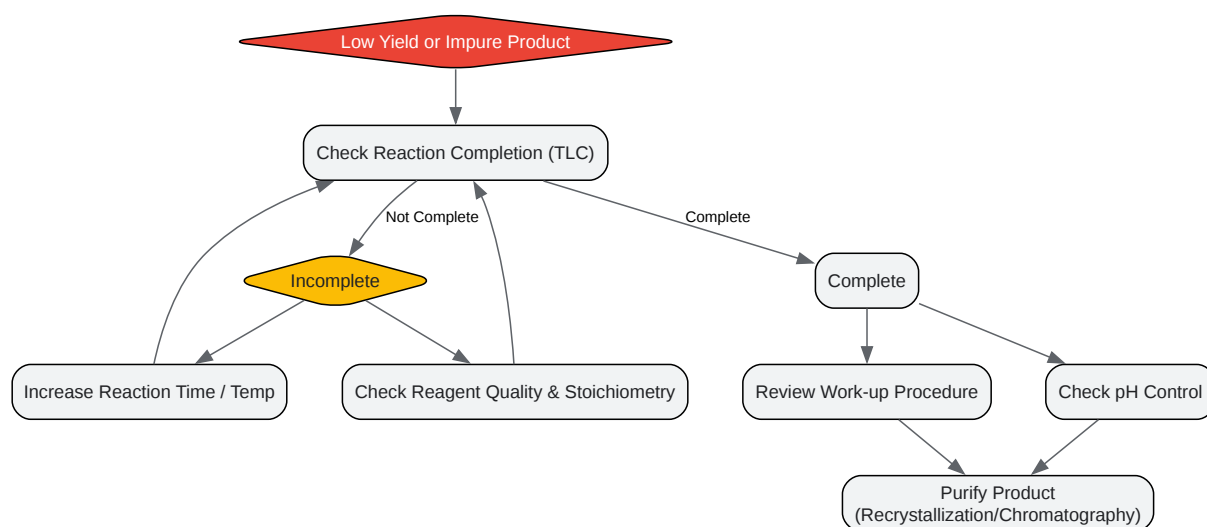 Low Yield or Impure Product
Check Reaction Completion (TLC)
Not Complete
Complete
Incomplete
Complete
Increase Reaction Time / Temp
Check Reagent Quality & Stoichiometry
Review Work-up Procedure
Check pH Control
Purify Product
(Recrystallization/Chromatography)